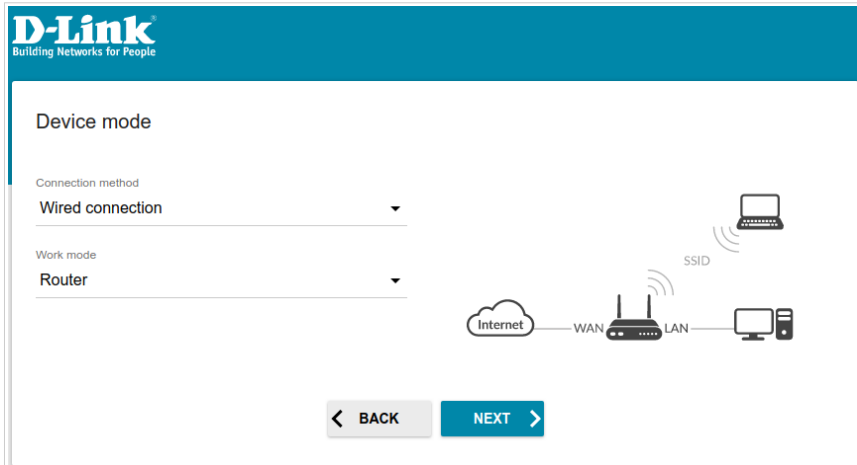 D-Link
Building Networks for People
Device mode
Connection method
Wired connection
Work mode
Router
SSID
Internet
WAN
LAN
BACK
NEXT